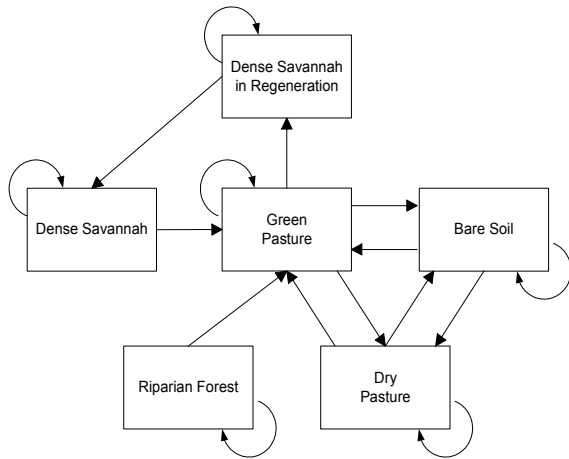 Dense Savannah
in Regeneration
Dense Savannah
Green
Pasture
Bare Soil
Riparian Forest
Dry
Pasture